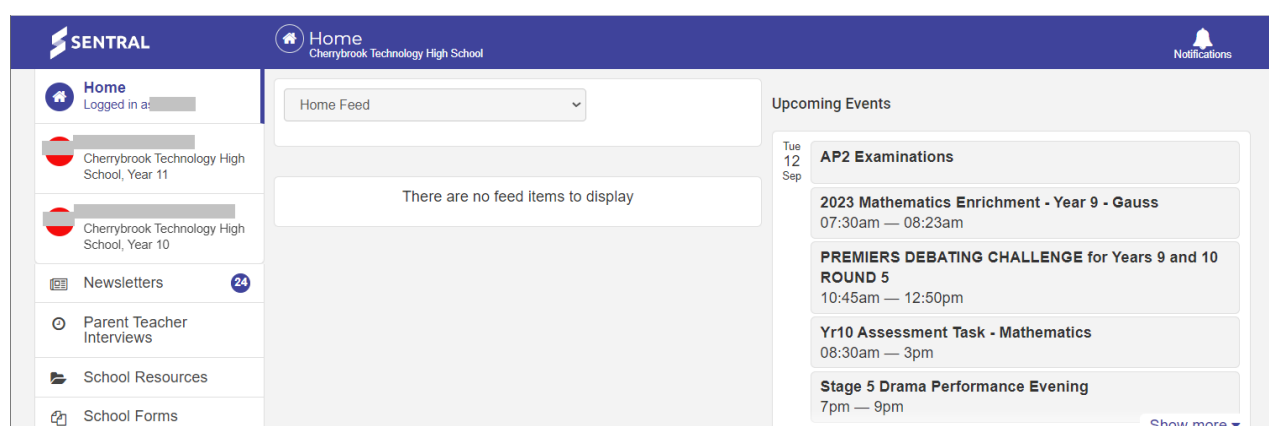 SENTRAL
Home
Cherrybrook Technology High School
Notifications
Home
Logged in as
Cherrybrook Technology High
School, Year 11
Cherrybrook Technology High
School, Year 10
Newsletters 24
Parent Teacher
Interviews
School Resources
School Forms
Home Feed
There are no feed items to display
Upcoming Events
Tue
12
Sep
AP2 Examinations
2023 Mathematics Enrichment - Year 9 - Gauss
07:30am — 08:23am
PREMIERS DEBATING CHALLENGE for Years 9 and 10
ROUND 5
10:45am — 12:50pm
Yr10 Assessment Task - Mathematics
08:30am — 3pm
Stage 5 Drama Performance Evening
7pm — 9pm
Show more